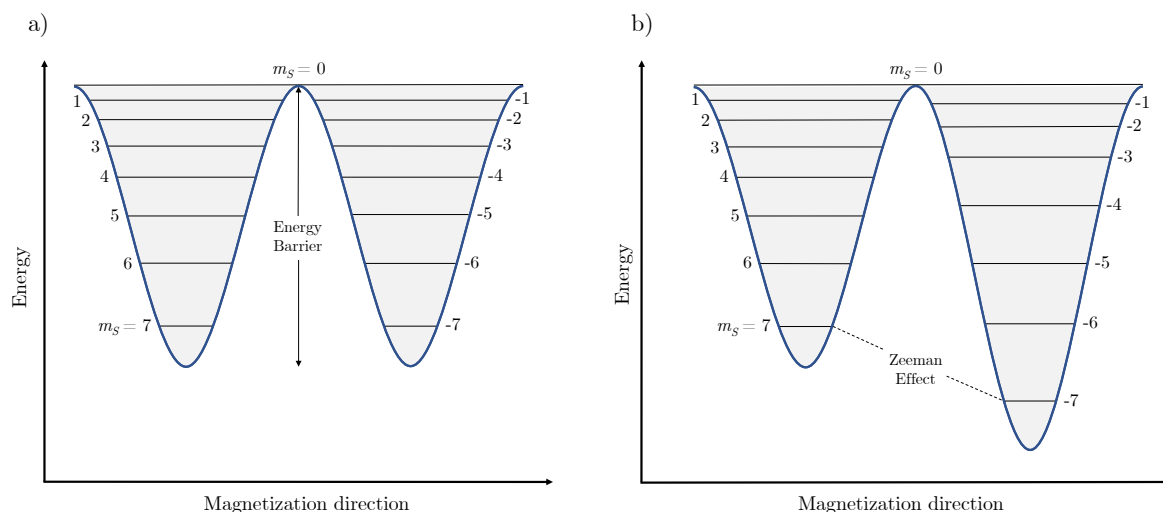 a)
m_S = 0
1
-1
2
-2
3
-3
4
-4
5
-5
Energy
Barrier
6
-6
m_S = 7
-7
Energy
Magnetization direction
b)
m_S = 0
1
-1
2
-2
3
-3
4
-4
5
-5
6
-6
m_S = 7
Zeeman
Effect
-7
Energy
Magnetization direction